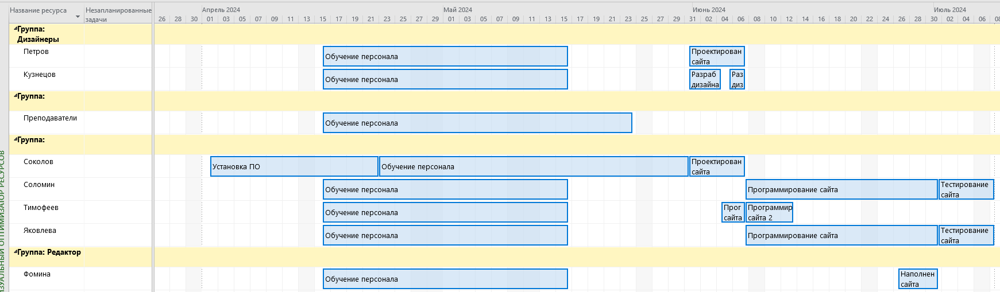 Название ресурса
Незапланированные
задачи
Апрель 2024
Май 2024
Июнь 2024
Июль 2024
26 28 30 01 03 05 07 09 11 13 15 17 19 21 23 25 27 29 01 03 05 07 09 11 13 15 17 19 21 23 25 27 29 31 02 04 06 08 10 12 14 16 18 20 22 24 26 28 30 02 04 06 08
Группа:
Дизайнеры
Петров
Обучение персонала
Проектирован
сайта
Кузнецов
Обучение персонала
Разраб
дизайна
Раз
диз
Группа:
Преподаватели
Обучение персонала
Группа:
Соколов
Установка ПО
Обучение персонала
Проектирован
сайта
Соломин
Обучение персонала
Программирование сайта
Тестирование
сайта
Тимофеев
Обучение персонала
Прог
сайта
Программир
сайта 2
Яковлева
Обучение персонала
Программирование сайта
Тестирование
сайта
Группа: Редактор
Фомина
Обучение персонала
Наполнен
сайта
ИЗУАЛЬНЫЙ ОПТИМИЗАТОР РЕСУРСОВ